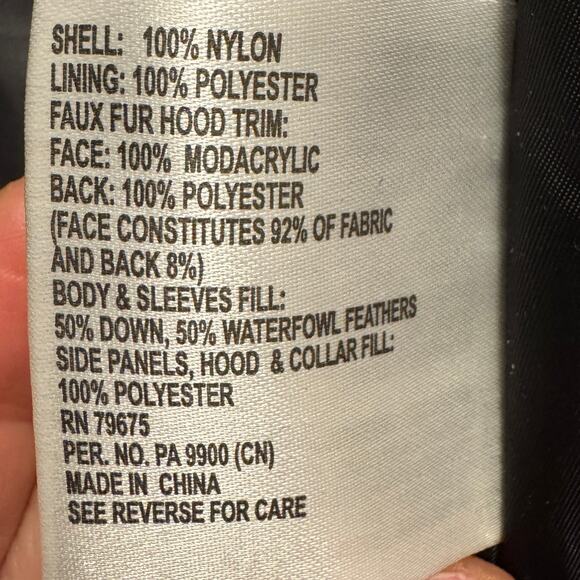 SHELL: 100% NYLON
LINING: 100% POLYESTER
FAUX FUR HOOD TRIM:
FACE: 100% MODACRYLIC
BACK: 100% POLYESTER
(FACE CONSTITUTES 92% OF FABRIC
AND BACK 8%)
BODY & SLEEVES FILL:
50% DOWN, 50% WATERFOWL FEATHERS
SIDE PANELS, HOOD & COLLAR FILL:
100% POLYESTER
RN 79675
PER. NO. PA 9900 (CN)
MADE IN CHINA
SEE REVERSE FOR CARE